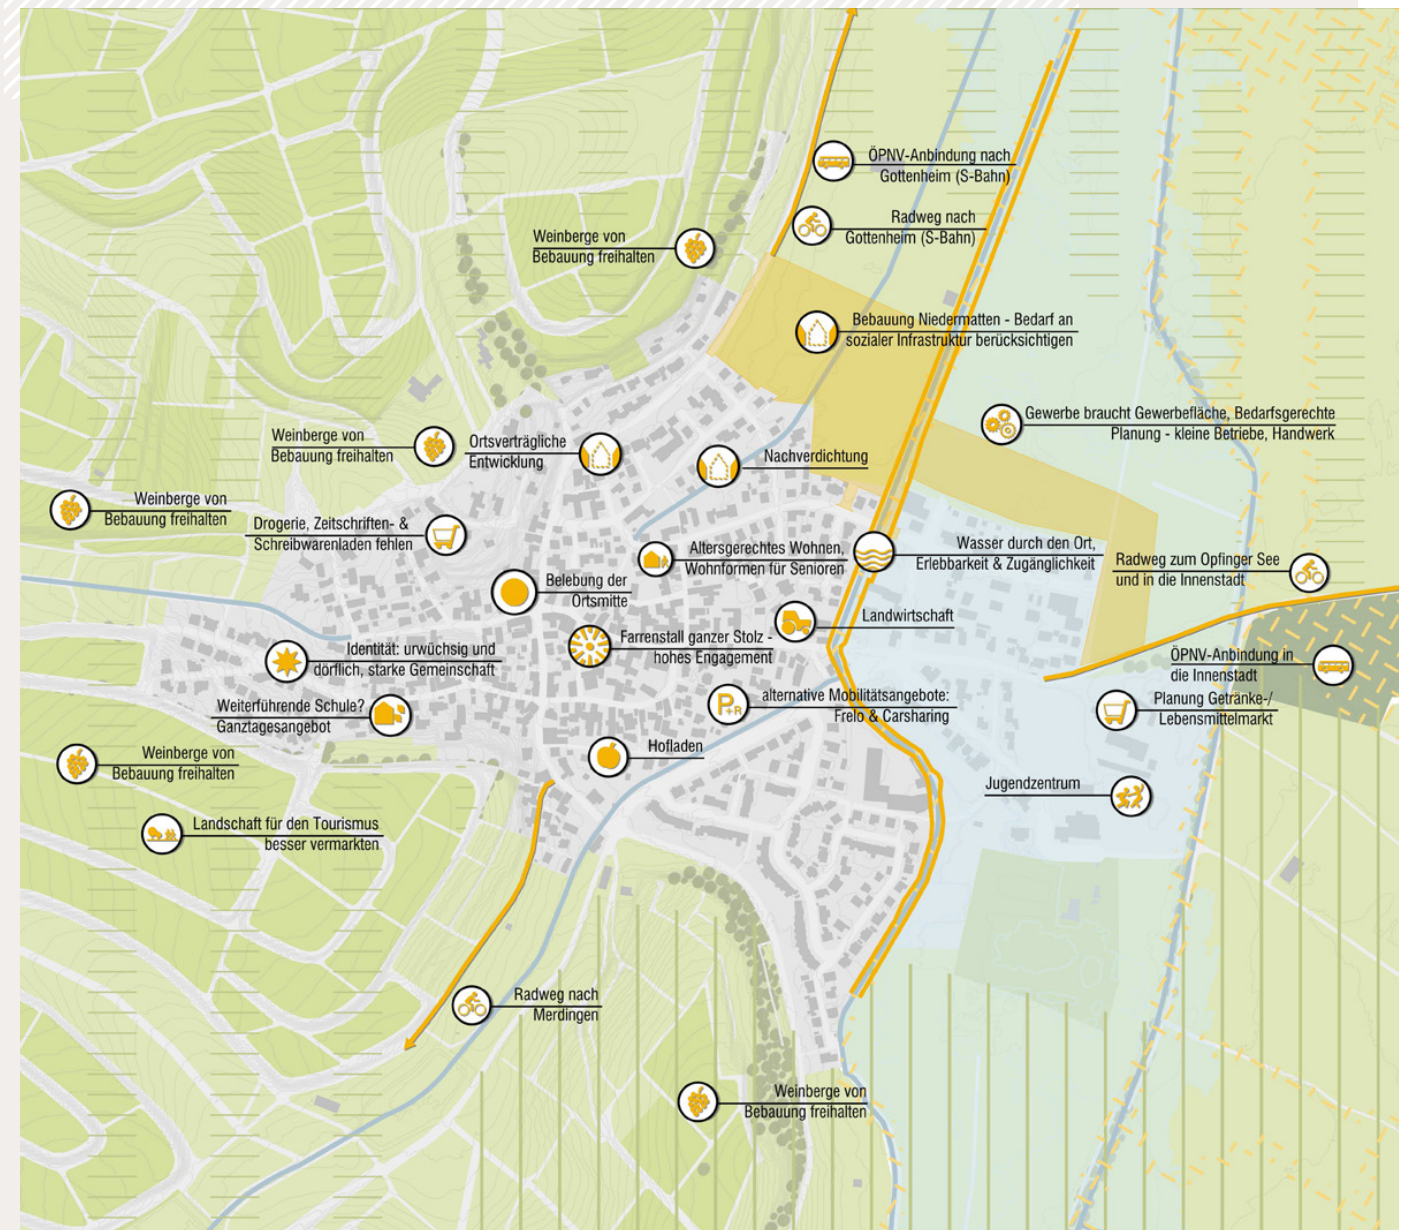 ÖPNV-Anbindung nach
Gottenheim (S-Bahn)
Radweg nach
Gottenheim (S-Bahn)
Weinberge von
Bebauung freihalten
Bebauung Niedermatten - Bedarf an
sozialer Infrastruktur berücksichtigen
Gewerbe braucht Gewerbefläche, Bedarfsgerechte
Planung - kleine Betriebe, Handwerk
Weinberge von
Bebauung freihalten
Ortsverträgliche
Entwicklung
Nachverdichtung
Weinberge von
Bebauung freihalten
Drogerie, Zeitschriften- &
Schreibwarenladen fehlen
Altersgerechtes Wohnen,
Wohnformen für Senioren
Wasser durch den Ort,
Erlebbarkeit & Zugänglichkeit
Radweg zum Opfinger See
und in die Innenstadt
Belebung der
Ortsmitte
Landwirtschaft
Farrenstall ganzer Stolz -
hohes Engagement
Identität: urwüchsig und
dörflich, starke Gemeinschaft
ÖPNV-Anbindung in
die Innenstadt
Weiterführende Schule?
Ganztagesangebot
P+R
alternative Mobilitätsangebote:
Frelo & Carsharing
Planung Getränke-/
Lebensmittelmarkt
Weinberge von
Bebauung freihalten
Hofladen
Jugendzentrum
Landschaft für den Tourismus
besser vermarkten
Radweg nach
Merdingen
Weinberge von
Bebauung freihalten